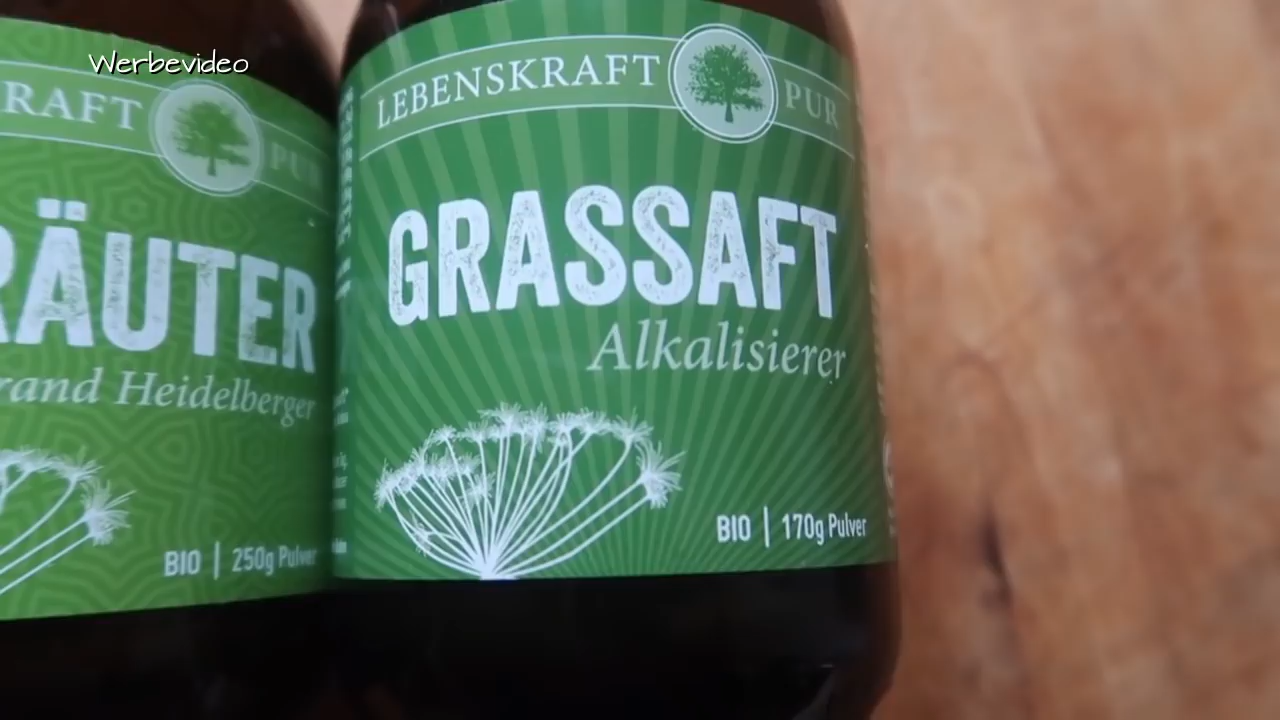 Werbevideo
RAFT PUR
RÄUTER
rand Heidelberger
BIO | 250g Pulver
LEBENSKRAFT PUR
GRASSAFT
Alkalisierer
BIO | 170g Pulver